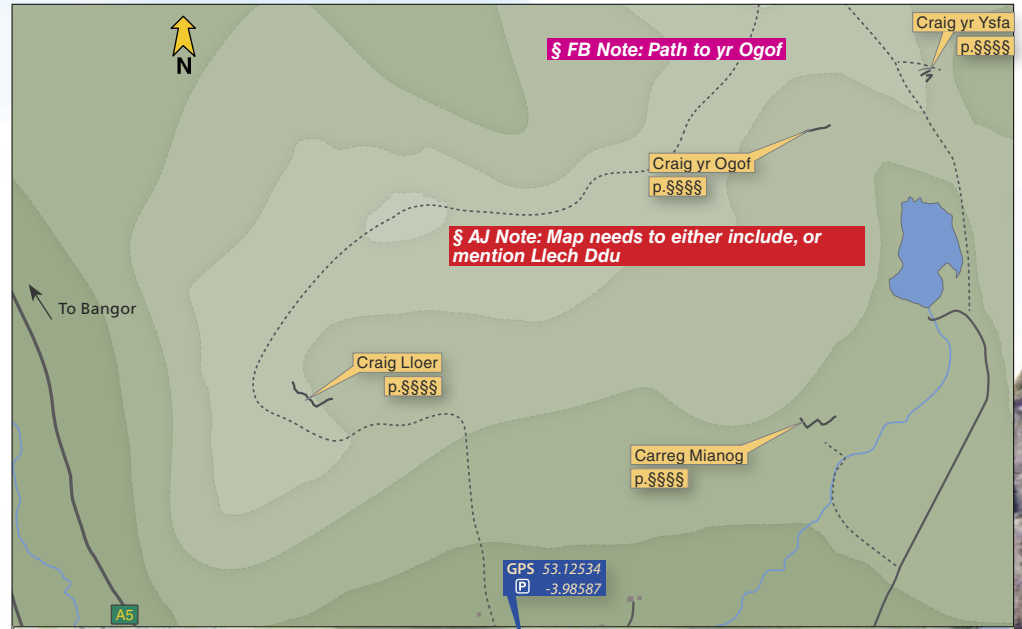 Craig yr Ysfa
p.§§§§
§ FB Note: Path to yr Ogof
N
Craig yr Ogof
p.§§§§
§ AJ Note: Map needs to either include, or
mention Llech Ddu
To Bangor
Craig Lloer
p.§§§§
Carreg Mianog
p.§§§§
GPS 53.12534
P -3.98587
A5